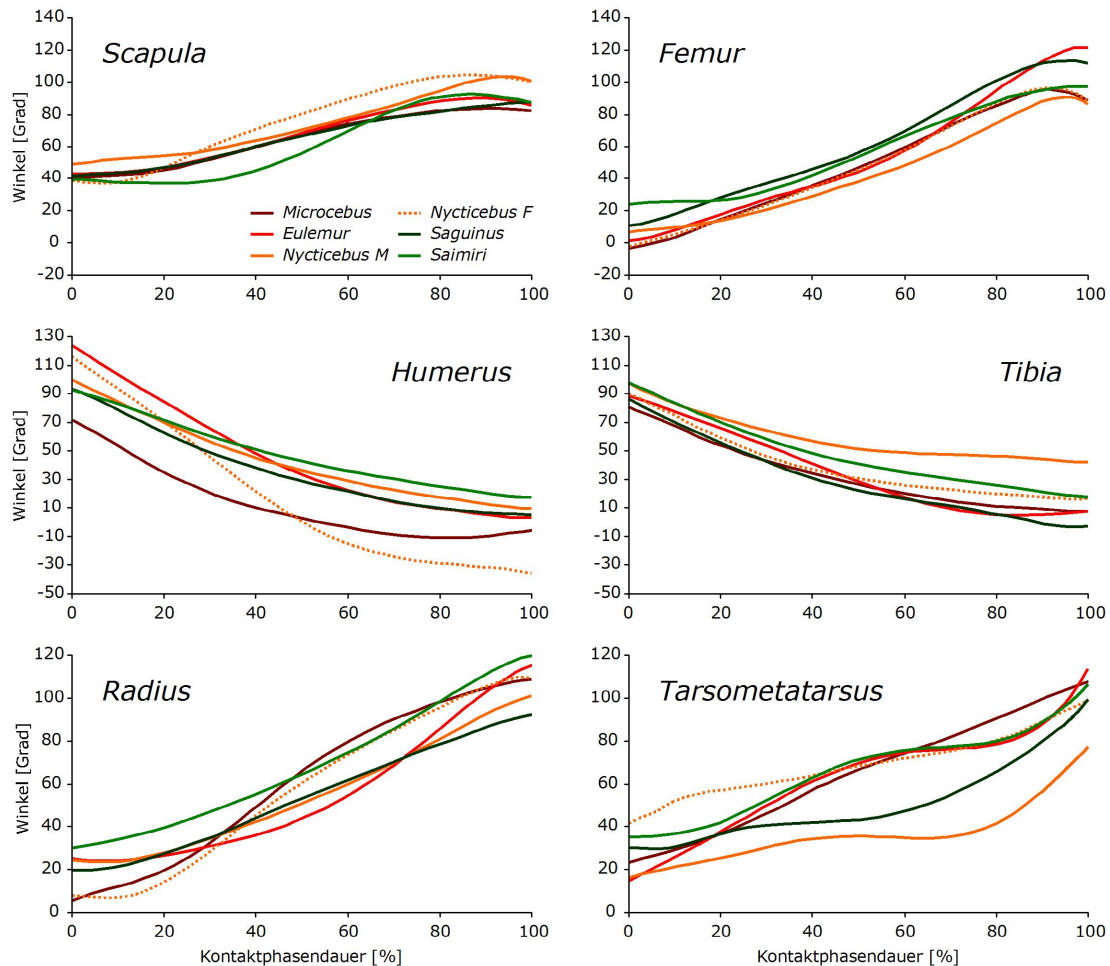 Scapula
Winkel [Grad]
140
120
100
80
60
40
20
0
-20
0 20 40 60 80 100
Microcebus
Eulemur
Nycticebus M
Nycticebus F
Saguinus
Saimiri
Femur
140
120
100
80
60
40
20
0
-20
0 20 40 60 80 100
Humerus
Winkel [Grad]
130
110
90
70
50
30
10
-10
-30
-50
0 20 40 60 80 100
Tibia
130
110
90
70
50
30
10
-10
-30
-50
0 20 40 60 80 100
Radius
Winkel [Grad]
120
100
80
60
40
20
0
0 20 40 60 80 100
Kontaktphasendauer [%]
Tarsometatarsus
120
100
80
60
40
20
0
0 20 40 60 80 100
Kontaktphasendauer [%]